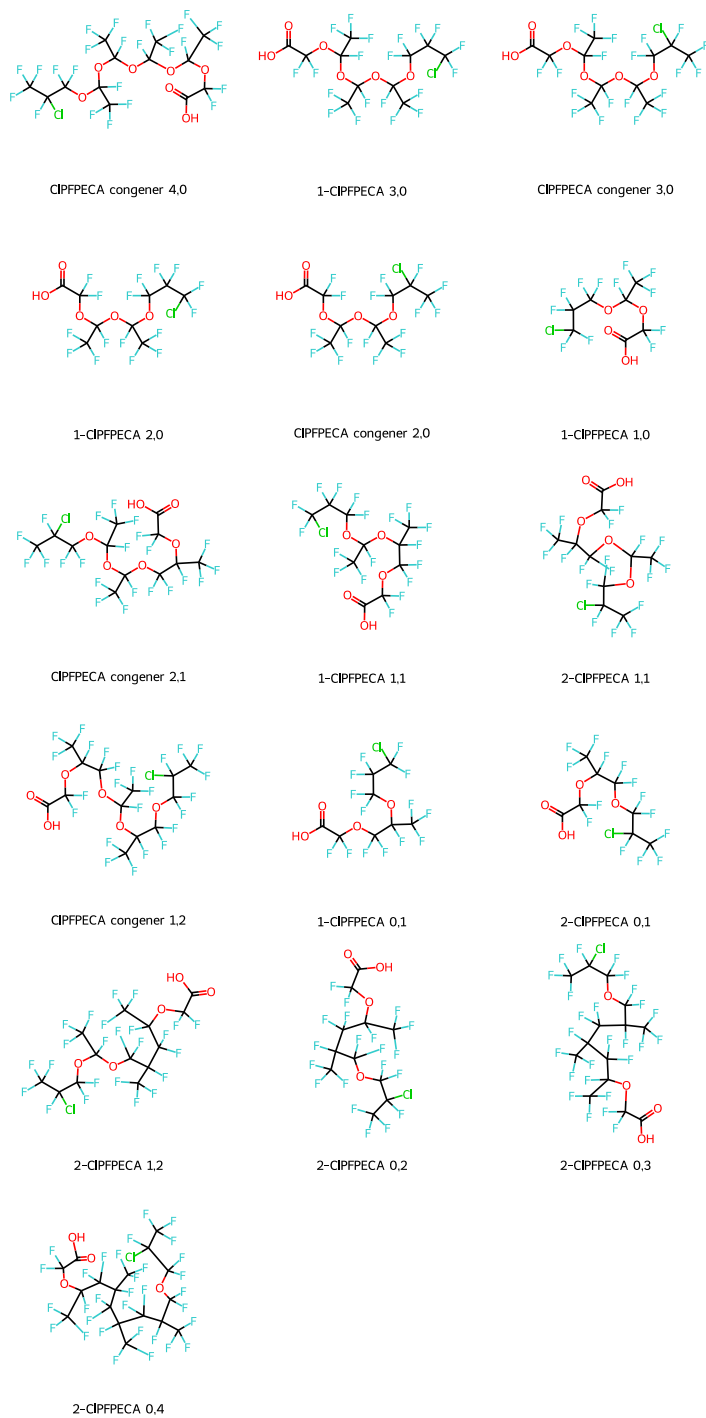 ClPFPECA congener 4,0
1-ClPFPECA 3,0
ClPFPECA congener 3,0
1-ClPFPECA 2,0
ClPFPECA congener 2,0
1-ClPFPECA 1,0
ClPFPECA congener 2,1
1-ClPFPECA 1,1
2-ClPFPECA 1,1
ClPFPECA congener 1,2
1-ClPFPECA 0,1
2-ClPFPECA 0,1
2-ClPFPECA 1,2
2-ClPFPECA 0,2
2-ClPFPECA 0,3
2-ClPFPECA 0,4